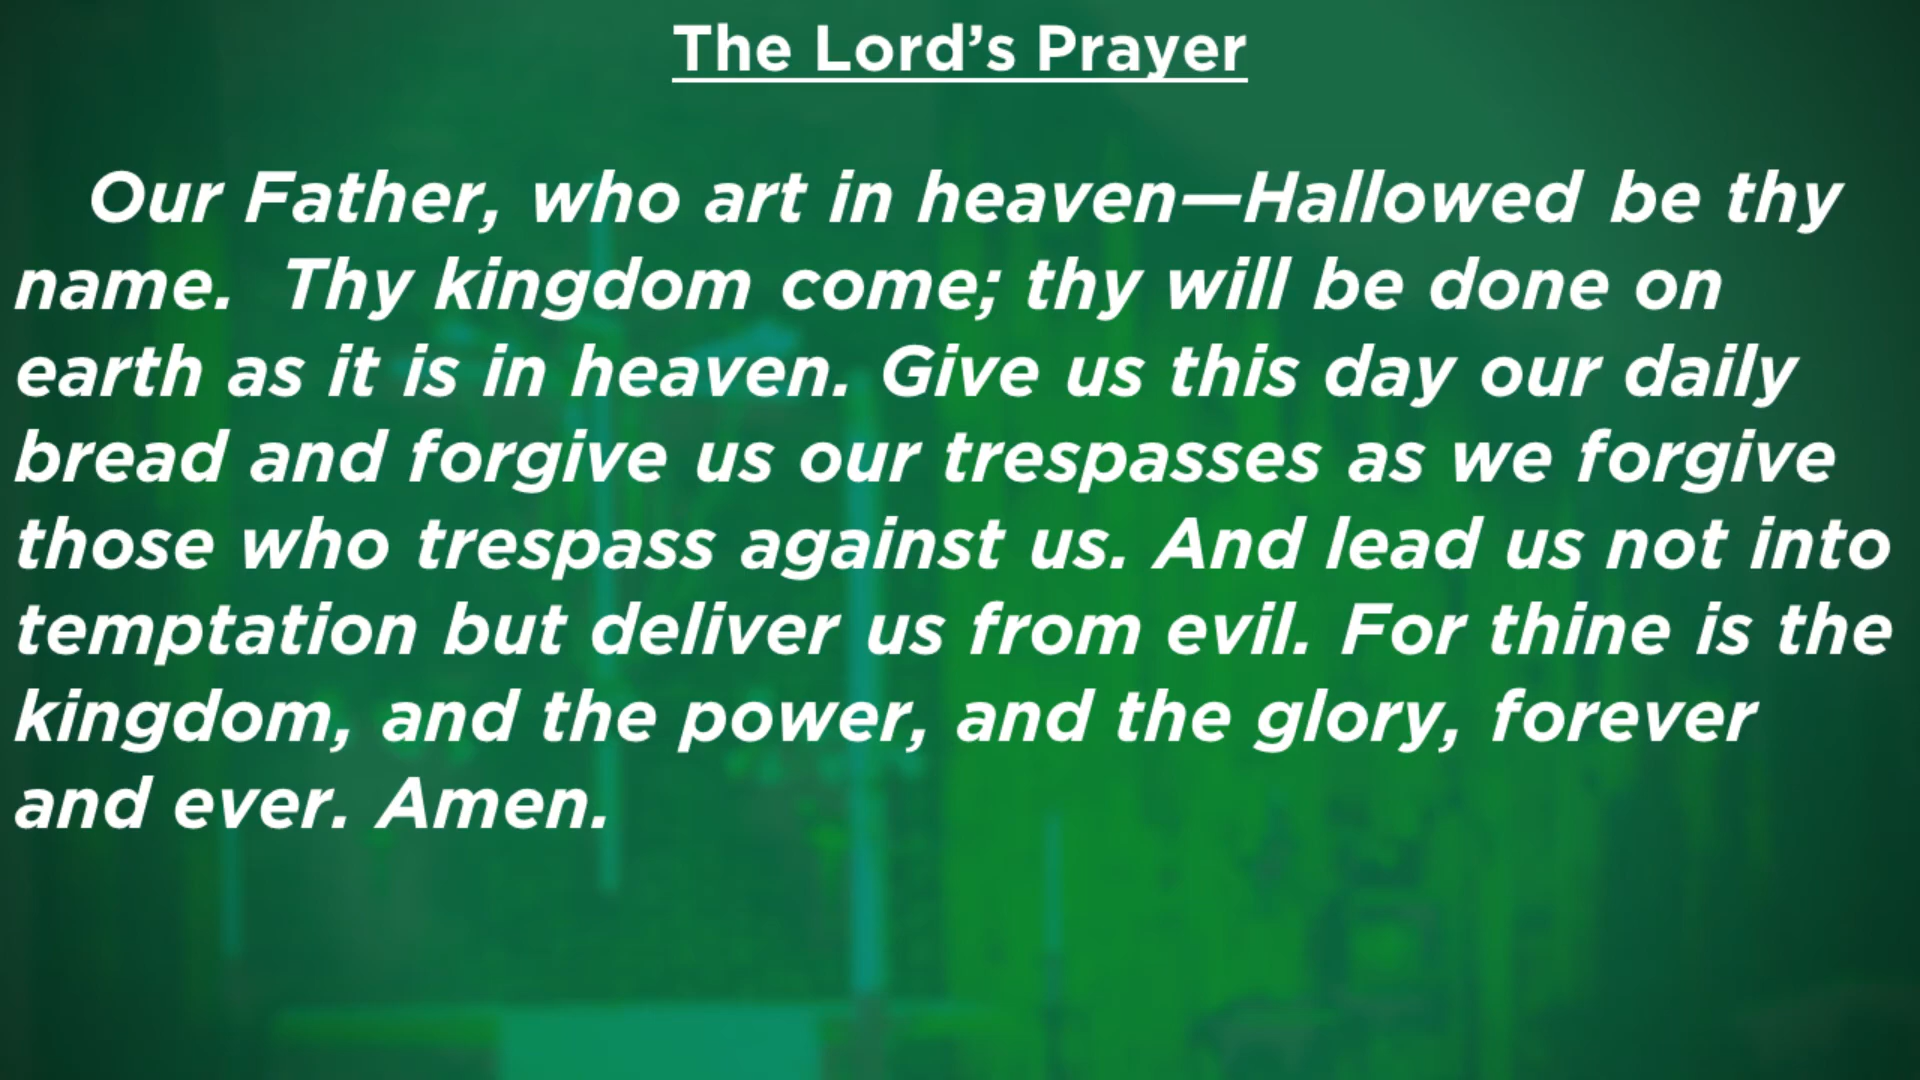 The Lord’s Prayer
Our Father, who art in heaven—Hallowed be thy
name. Thy kingdom come; thy will be done on
earth as it is in heaven. Give us this day our daily
bread and forgive us our trespasses as we forgive
those who trespass against us. And lead us not into
temptation but deliver us from evil. For thine is the
kingdom, and the power, and the glory, forever
and ever. Amen.